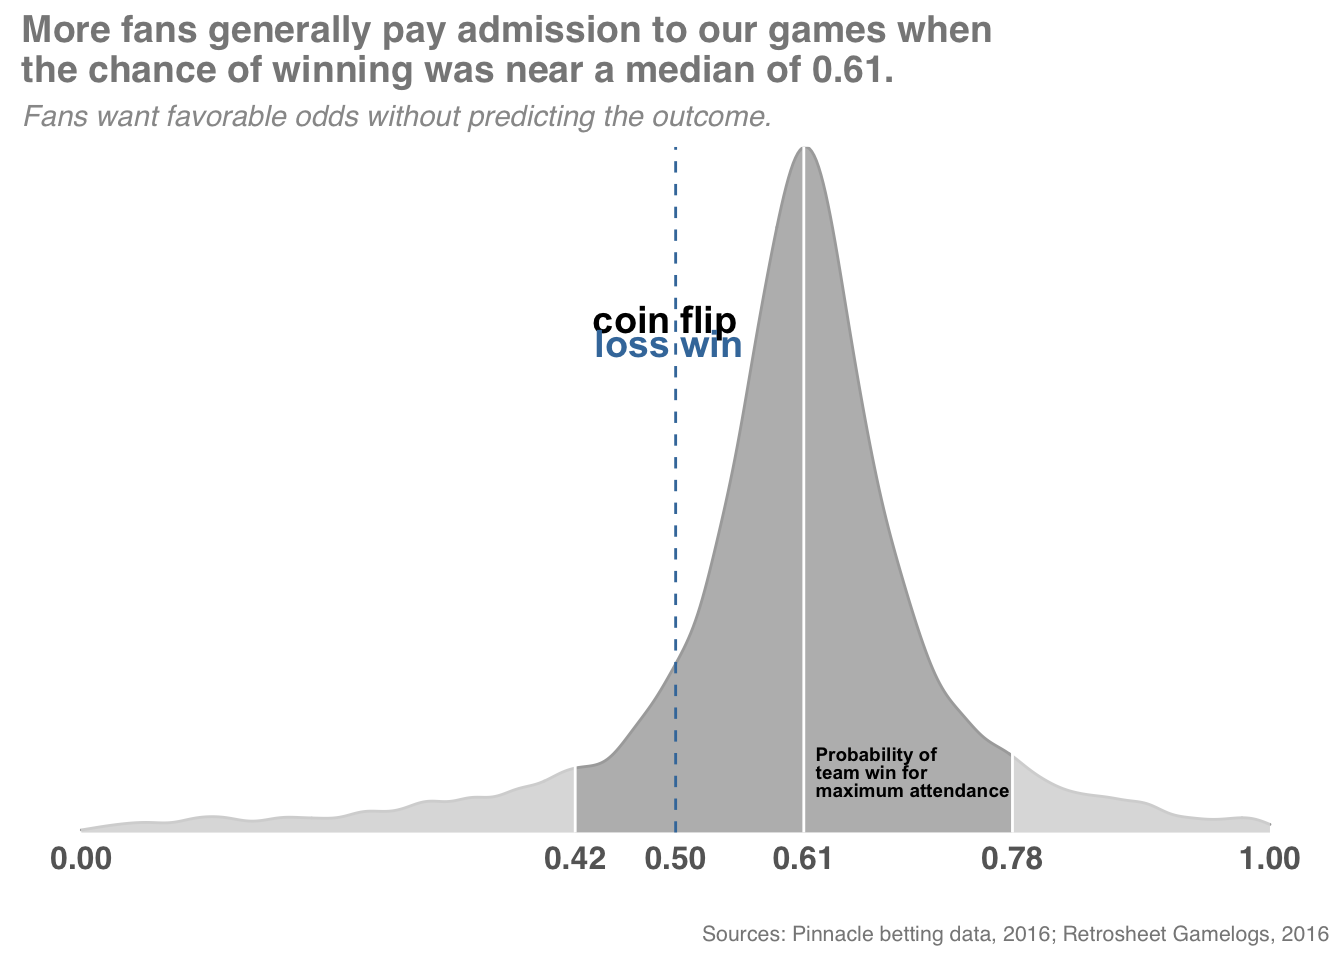 More fans generally pay admission to our games when
the chance of winning was near a median of 0.61.
Fans want favorable odds without predicting the outcome.
coin flip
loss win
Probability of
team win for
maximum attendance
0.00 0.42 0.50 0.61 0.78 1.00
Sources: Pinnacle betting data, 2016; Retrosheet Gamelogs, 2016